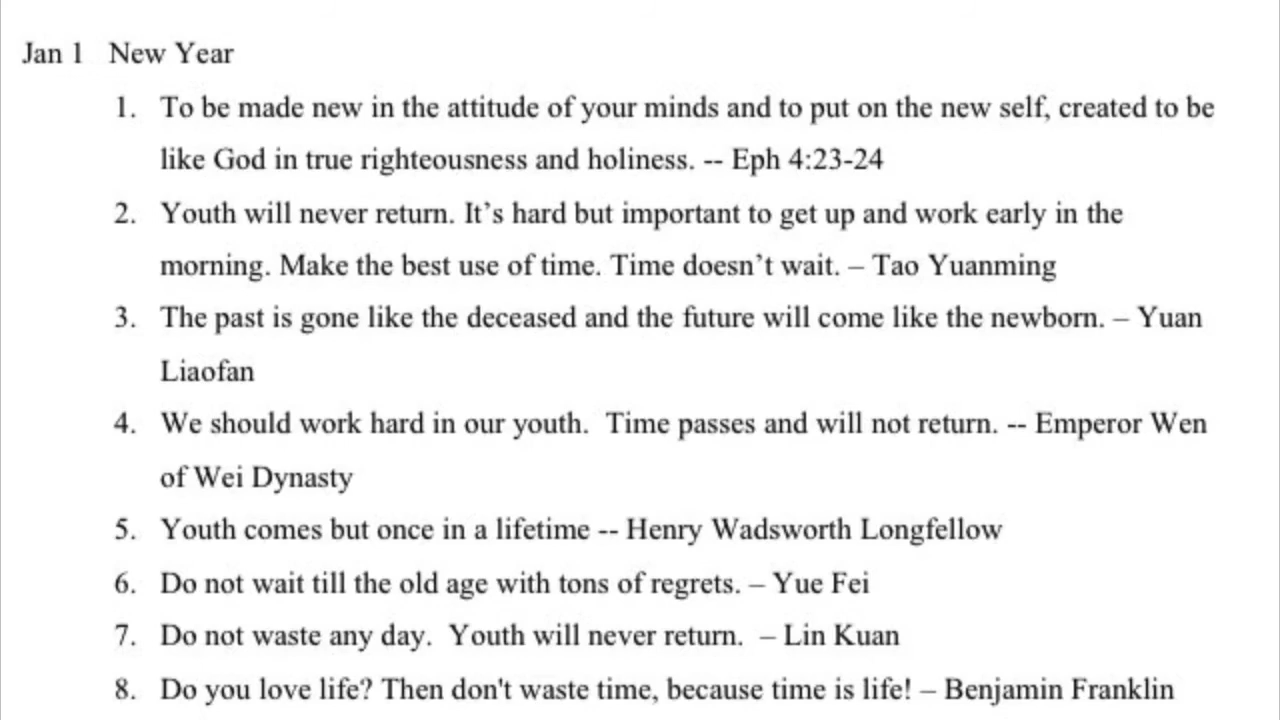 Jan 1 New Year
1. To be made new in the attitude of your minds and to put on the new self, created to be
like God in true righteousness and holiness. -- Eph 4:23-24
2. Youth will never return. It’s hard but important to get up and work early in the
morning. Make the best use of time. Time doesn’t wait. – Tao Yuanming
3. The past is gone like the deceased and the future will come like the newborn. – Yuan
Liaofan
4. We should work hard in our youth.  Time passes and will not return. -- Emperor Wen
of Wei Dynasty
5. Youth comes but once in a lifetime -- Henry Wadsworth Longfellow
6. Do not wait till the old age with tons of regrets. – Yue Fei
7. Do not waste any day.  Youth will never return.  – Lin Kuan
8. Do you love life? Then don't waste time, because time is life! – Benjamin Franklin